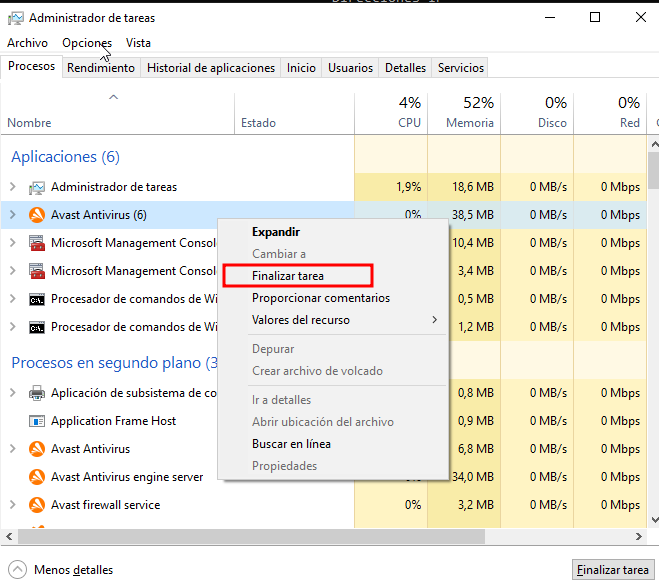 Administrador de tareas
Archivo Opciones Vista
Procesos Rendimiento Historial de aplicaciones Inicio Usuarios Detalles Servicios
4% 52% 0% 0%
Nombre Estado CPU Memoria Disco Red
Aplicaciones (6)
Administrador de tareas 1,9% 18,6 MB 0 MB/s 0 Mbps
Avast Antivirus (6) 0% 38,5 MB 0 MB/s 0 Mbps
Microsoft Management Consol 10,4 MB 0 MB/s 0 Mbps
Microsoft Management Consol 3,4 MB 0 MB/s 0 Mbps
Procesador de comandos de Wi 0,5 MB 0 MB/s 0 Mbps
Procesador de comandos de Wi 1,2 MB 0 MB/s 0 Mbps
Procesos en segundo plano (3
Aplicación de subsistema de co 0,8 MB 0 MB/s 0 Mbps
Application Frame Host 0,9 MB 0 MB/s 0 Mbps
Avast Antivirus 6,8 MB 0 MB/s 0 Mbps
Avast Antivirus engine server 34,0 MB 0 MB/s 0 Mbps
Avast firewall service 0% 3,2 MB 0 MB/s 0 Mbps
Expandir
Cambiar a
Finalizar tarea
Proporcionar comentarios
Valores del recurso
Depurar
Crear archivo de volcado
Ir a detalles
Abrir ubicación del archivo
Buscar en línea
Propiedades
Menos detalles
Finalizar tarea